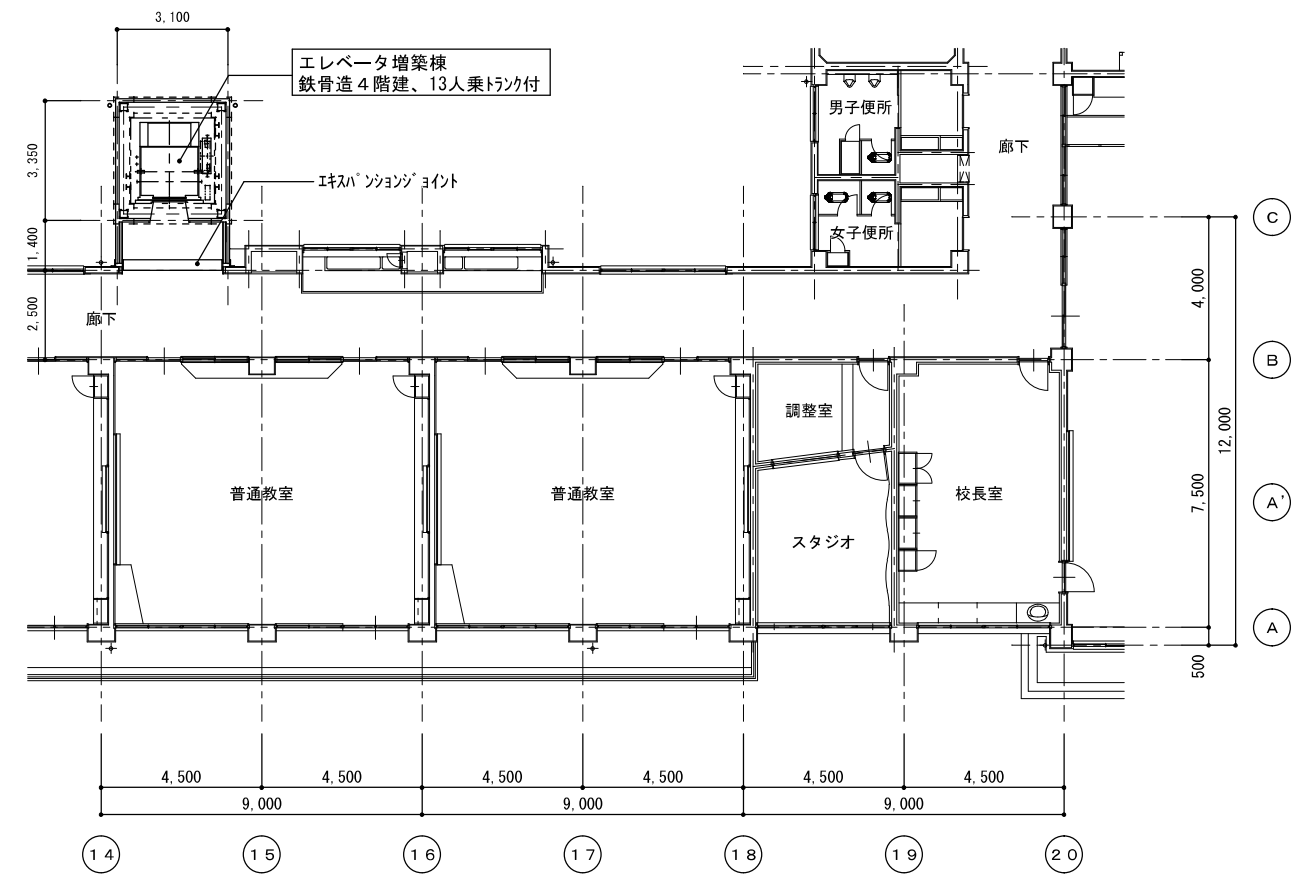 3,100
エレベータ増築棟
鉄骨造4階建、13人乗トランク付
3,350
エキスパンションジョイント
1,400
2,500
廊下
男子便所
女子便所
廊下
C
4,000
B
12,000
7,500
A'
A
500
調整室
普通教室
普通教室
スタジオ
校長室
4,500
4,500
4,500
4,500
4,500
4,500
9,000
9,000
9,000
14
15
16
17
18
19
20